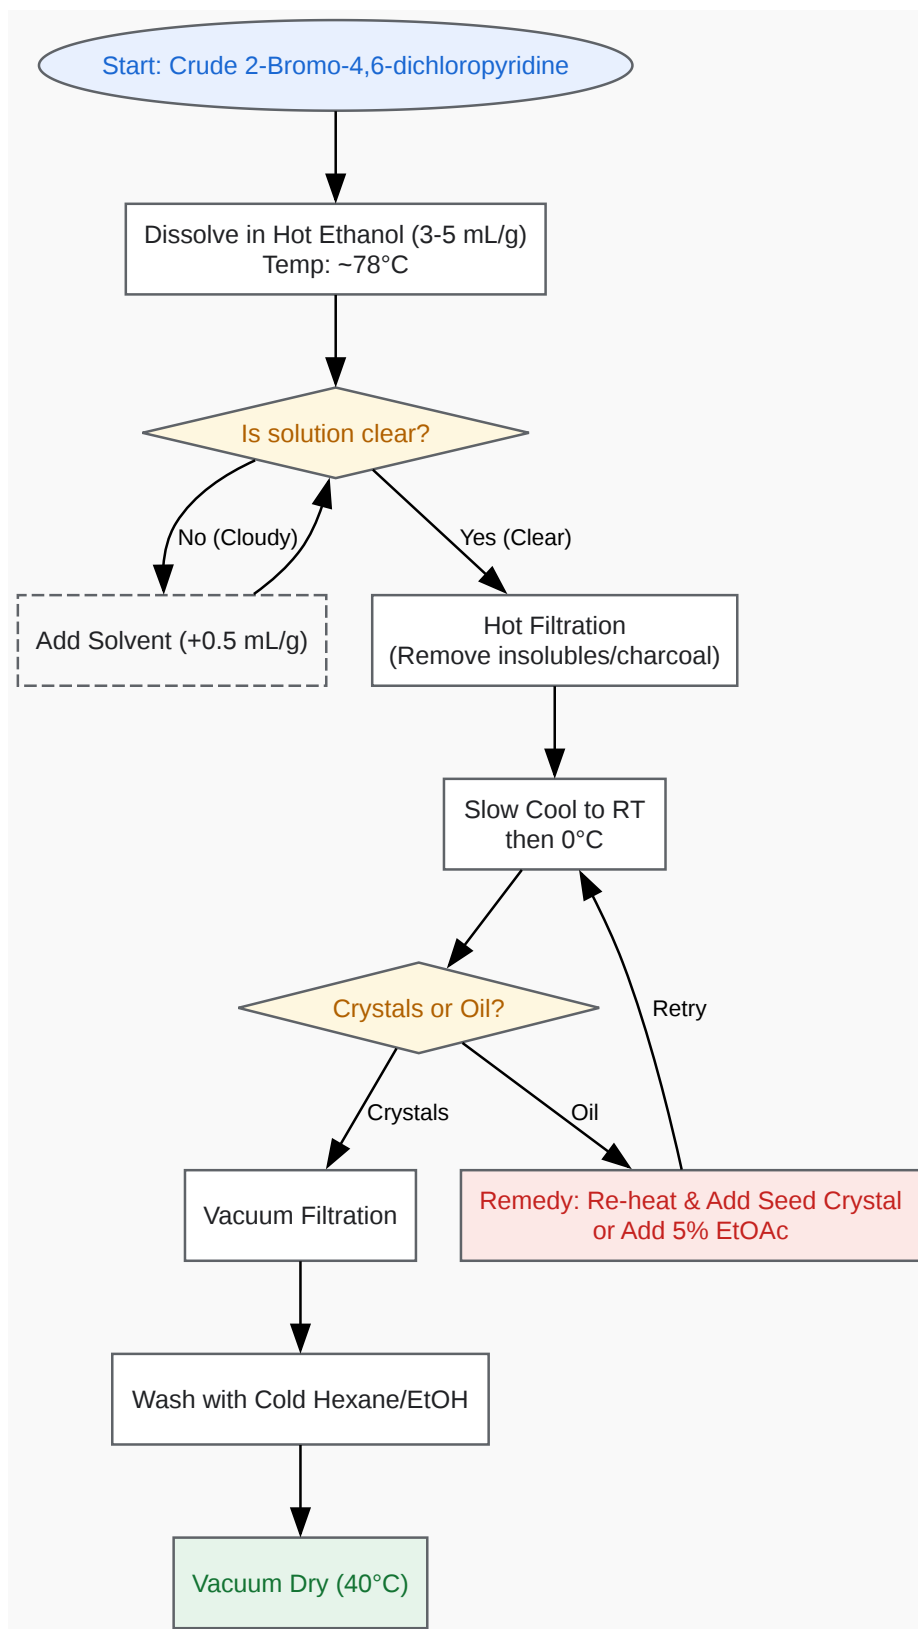 Start: Crude 2-Bromo-4,6-dichloropyridine
Dissolve in Hot Ethanol (3-5 mL/g)
Temp: ~78°C
Is solution clear?
No (Cloudy)
Yes (Clear)
Add Solvent (+0.5 mL/g)
Hot Filtration
(Remove insolubles/charcoal)
Slow Cool to RT
then 0°C
Crystals or Oil?
Retry
Crystals
Oil
Vacuum Filtration
Remedy: Re-heat & Add Seed Crystal
or Add 5% EtOAc
Wash with Cold Hexane/EtOH
Vacuum Dry (40°C)